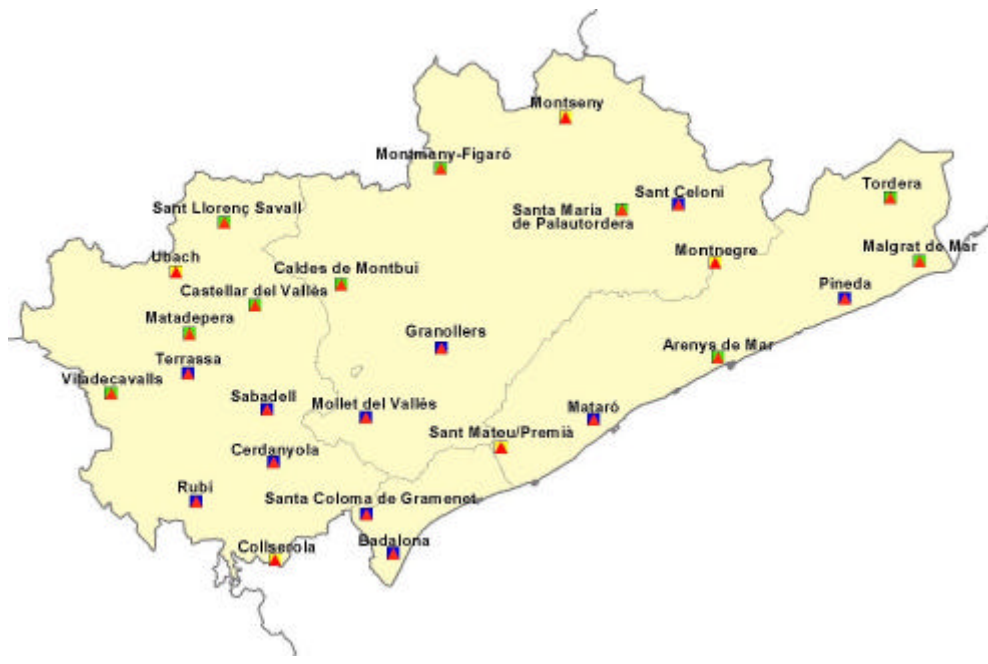 Montseny
Montmany-Figaró
Tordera
Sant Celoni
Sant Llorenç Savall
Santa Maria
de Palautordera
Malgrat de Mar
Ubach
Montnegre
Caldes de Montbui
Pineda
Castellar del Vallès
Matadepera
Granollers
Arenys de Mar
Terrassa
Viladecavalls
Sabadell
Mollet del Vallès
Mataró
Sant Mateu/Premià
Cerdanyola
Rubí
Santa Coloma de Gramenet
Collserola
Badalona